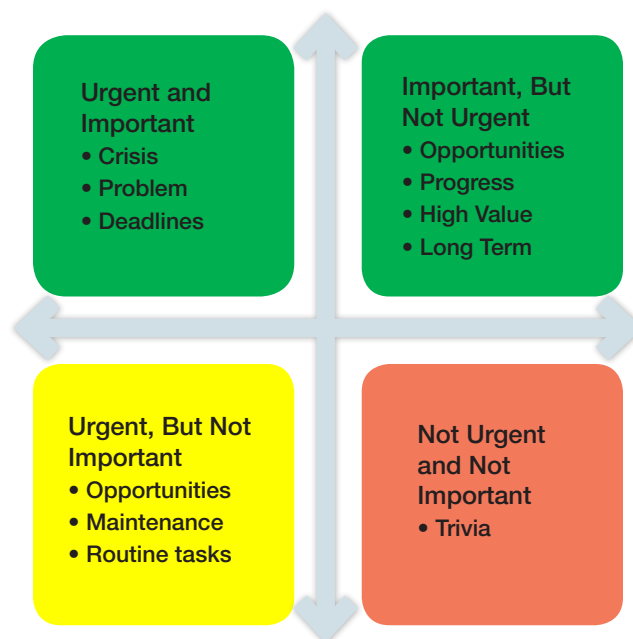 Urgent and
Important
• Crisis
• Problem
• Deadlines
Important, But
Not Urgent
• Opportunities
• Progress
• High Value
• Long Term
Urgent, But Not
Important
• Opportunities
• Maintenance
• Routine tasks
Not Urgent
and Not
Important
• Trivia